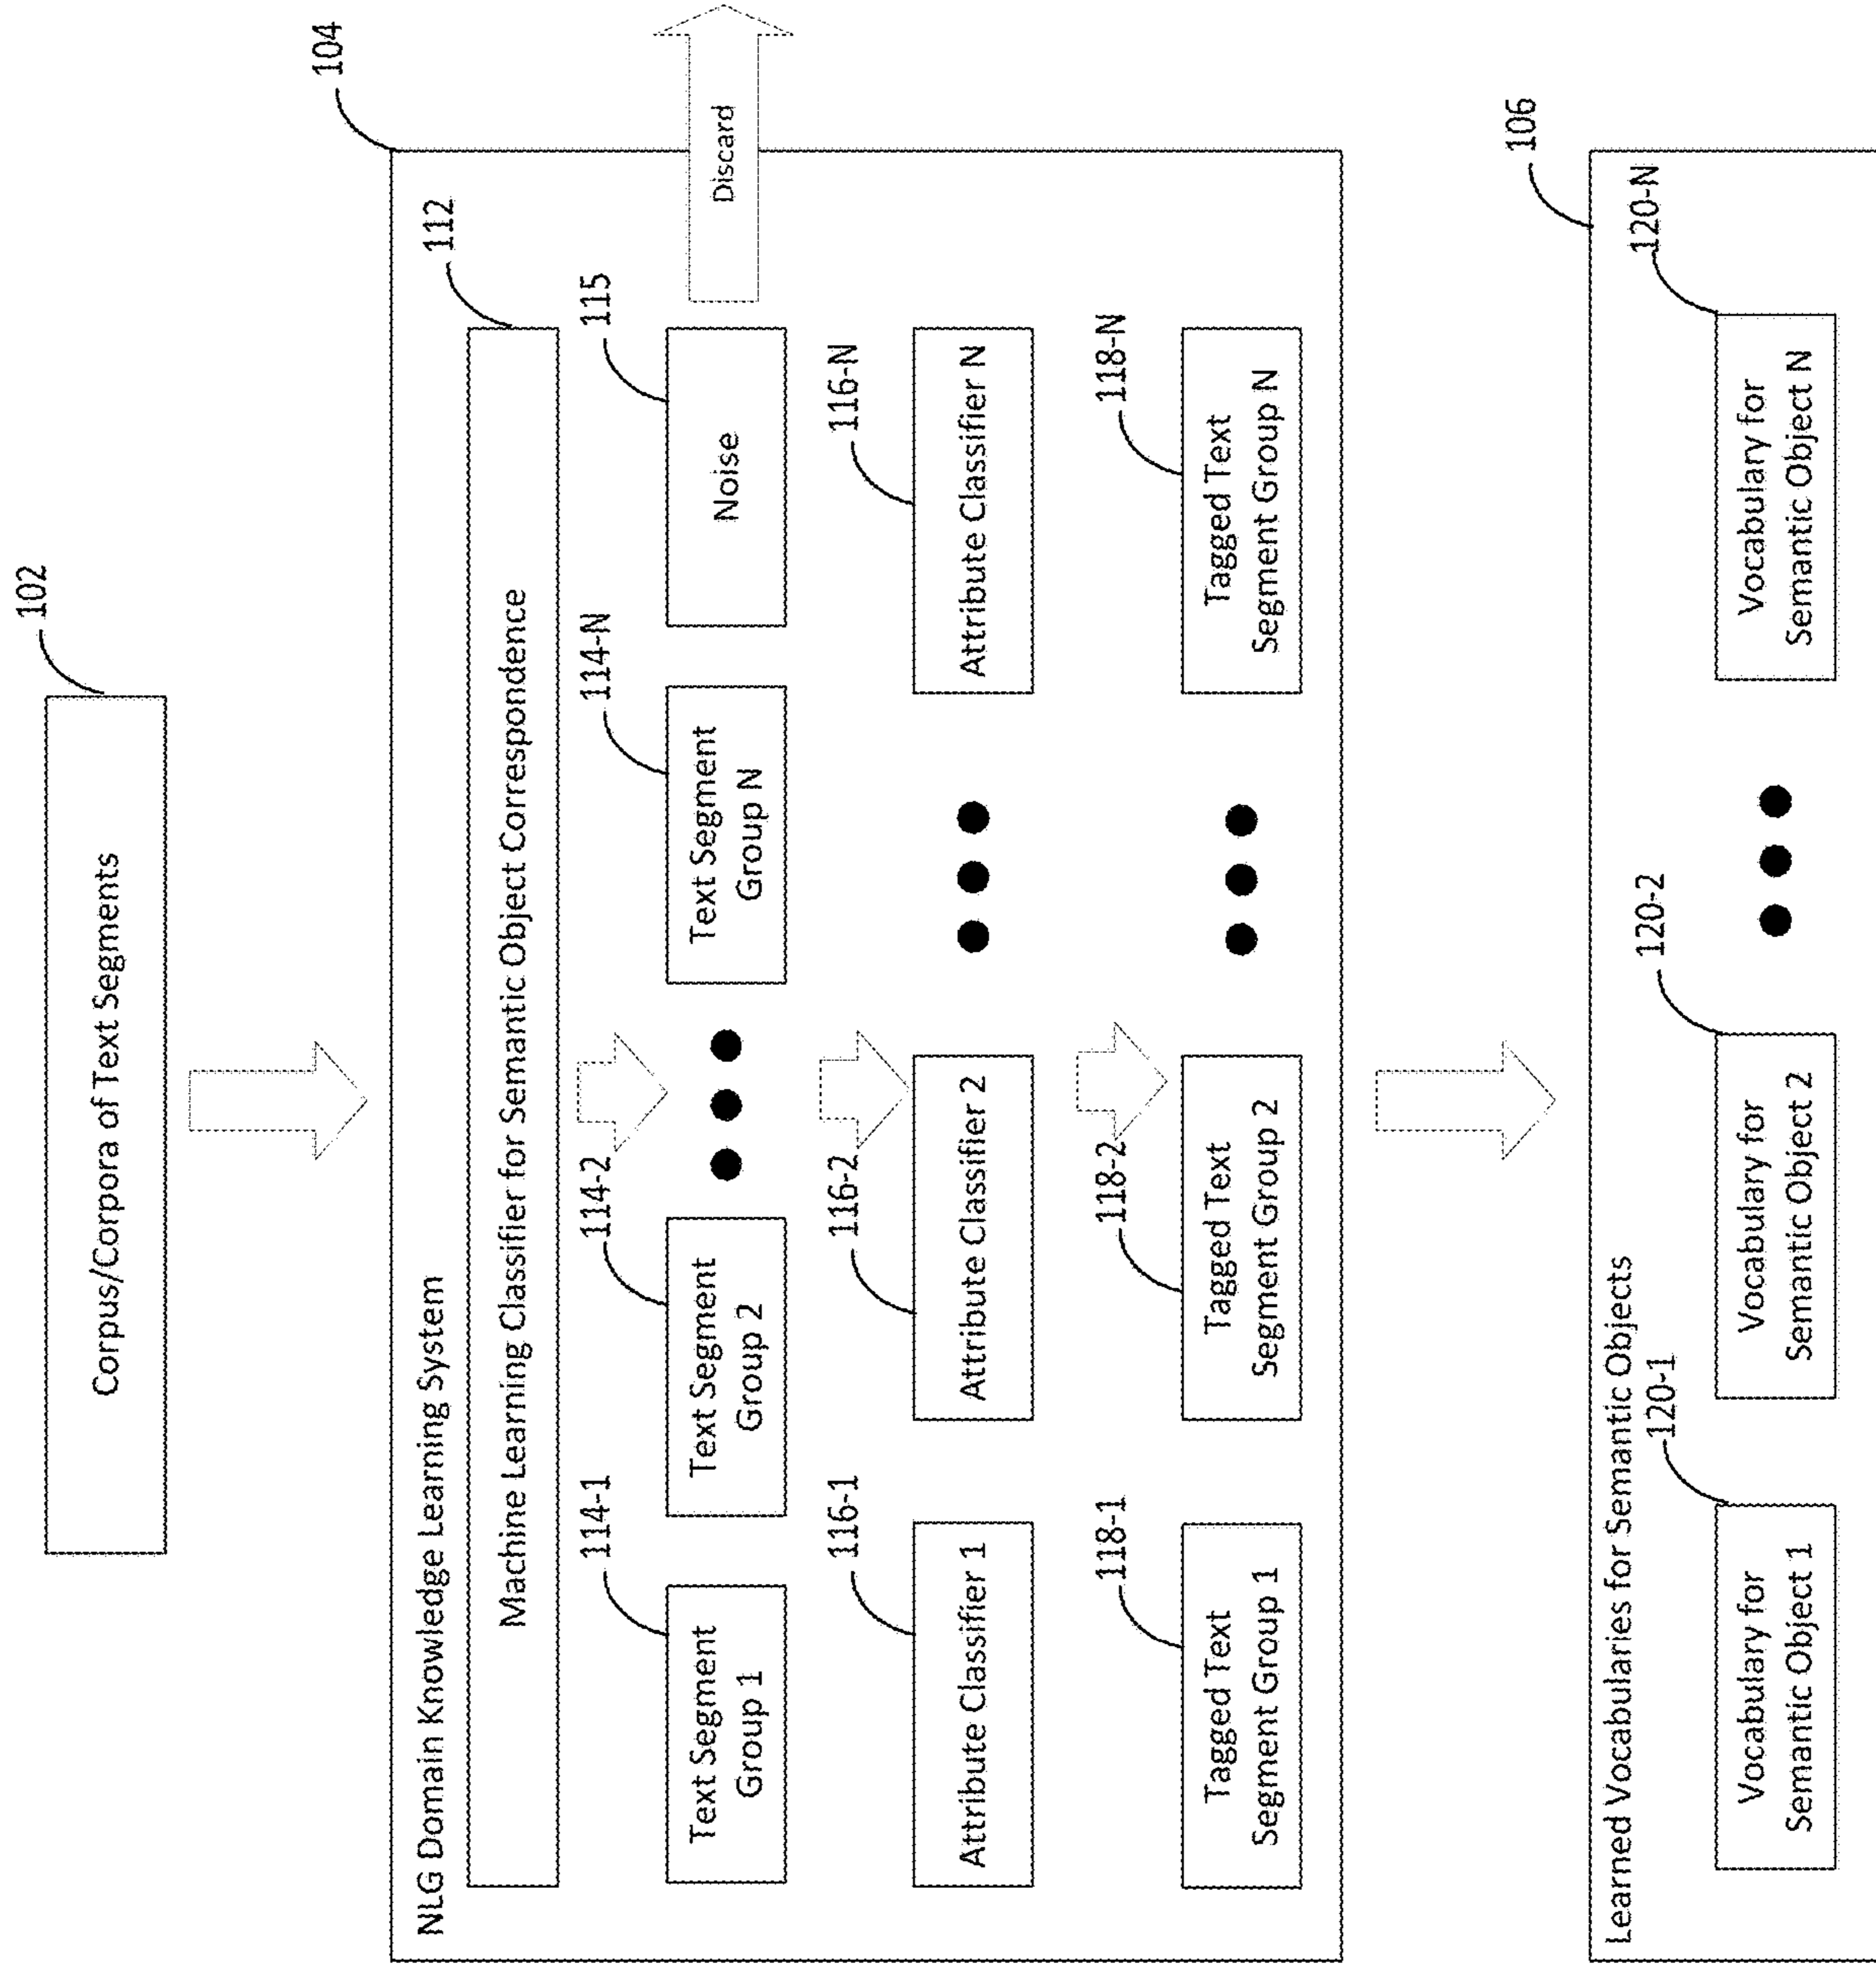 102
Corpus/Corpora of Text Segments
104
NLG Domain Knowledge Learning System
112
Machine Learning Classifier for Semantic Object Correspondence
114-1
114-2
114-N
115
Text Segment
Group 1
Text Segment
Group 2
Text Segment
Group N
Noise
Discard
116-1
116-2
116-N
Attribute Classifier 1
Attribute Classifier 2
Attribute Classifier N
118-1
118-2
118-N
Tagged Text
Segment Group 1
Tagged Text
Segment Group 2
Tagged Text
Segment Group N
106
Learned Vocabularies for Semantic Objects
120-1
120-2
120-N
Vocabulary for
Semantic Object 1
Vocabulary for
Semantic Object 2
Vocabulary for
Semantic Object N